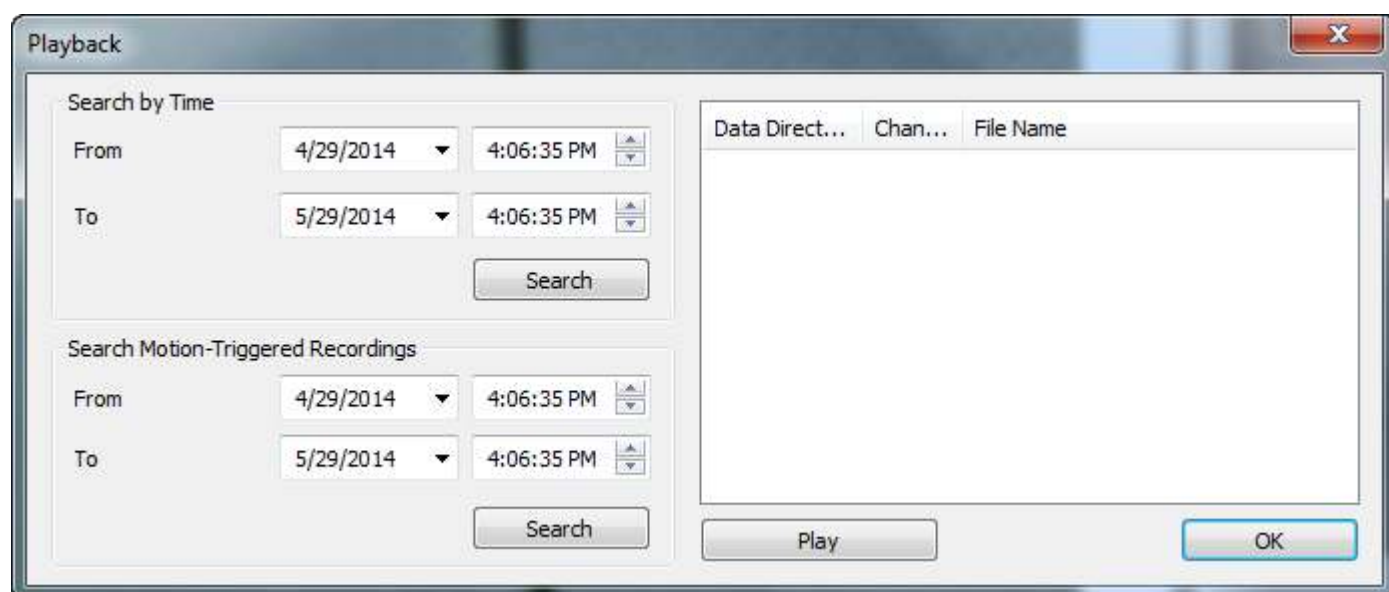 Playback
Search by Time
From 4/29/2014 4:06:35 PM
To 5/29/2014 4:06:35 PM
Search
Search Motion-Triggered Recordings
From 4/29/2014 4:06:35 PM
To 5/29/2014 4:06:35 PM
Search
Data Direct... Chan... File Name
Play OK